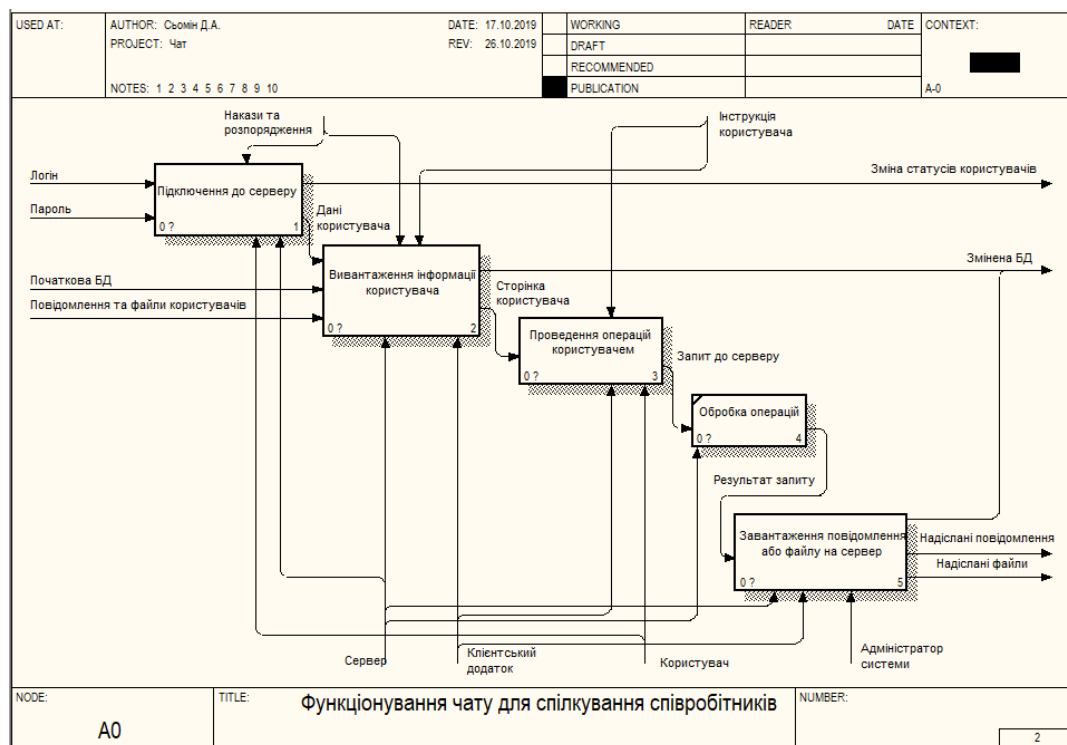 USED AT:
AUTHOR: Сьомін Д.А.
DATE: 17.10.2019
PROJECT: Чат
REV: 26.10.2019
NOTES: 1 2 3 4 5 6 7 8 9 10
WORKING
DRAFT
RECOMMENDED
PUBLICATION
READER
DATE
CONTEXT:
A-0
Накази та
розпорядження
Інструкція
користувача
Логін
Пароль
Підключення до серверу
0 ?
1
Зміна статусів користувачів
Дані
користувача
Початкова БД
Повідомлення та файли користувачів
Вивантаження інформації
користувача
0 ?
2
Змінена БД
Сторінка
користувача
Проведення операцій
користувачем
0 ?
3
Запит до серверу
Обробка операцій
0 ?
4
Результат запиту
Завантаження повідомлення
або файлу на сервер
0 ?
5
Надіслані повідомлення
Надіслані файли
Сервер
Клієнтський
додаток
Користувач
Адміністратор
системи
NODE:
A0
TITLE:
Функціонування чату для спілкування співробітників
NUMBER:
2